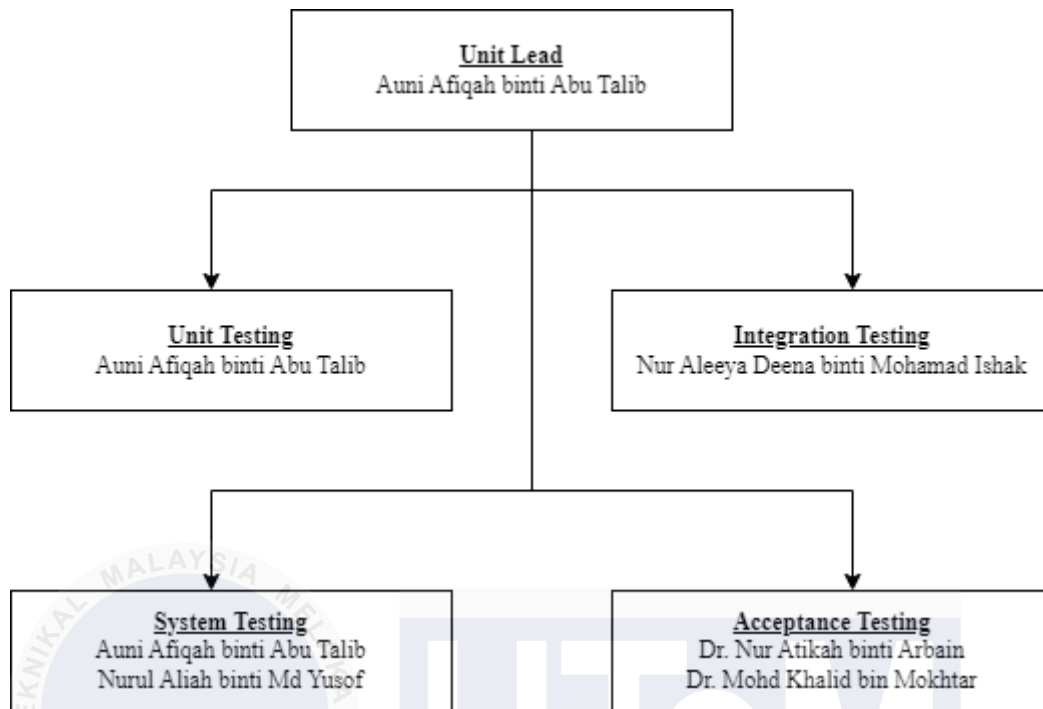 Unit Lead
Auni Afiqah binti Abu Talib
Unit Testing
Auni Afiqah binti Abu Talib
Integration Testing
Nur Aleeya Deena binti Mohamad Ishak
System Testing
Auni Afiqah binti Abu Talib
Nurul Aliah binti Md Yusof
Acceptance Testing
Dr. Nur Atikah binti Arbain
Dr. Mohd Khalid bin Mokhtar
MALAYSIA